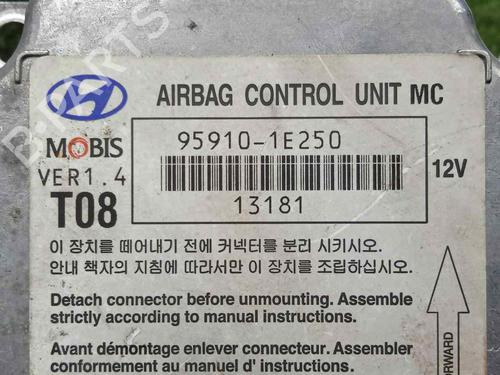 AIRBAG CONTROL UNIT MC
MOBIS
95910-1E250
VER1.4
12V
T08
13181
이 장치를 떼어내기 전에 커넥터를 분리 시키시오.
안내 책자의 지침에 따라서만 이 장치를 조립하십시오.
Detach connector before unmounting. Assemble
strictly according to manual instructions.
Avant démontage enlever connecteur. Assembler
conformement au manuel d' instructions.
FORWARD
B-PARTS